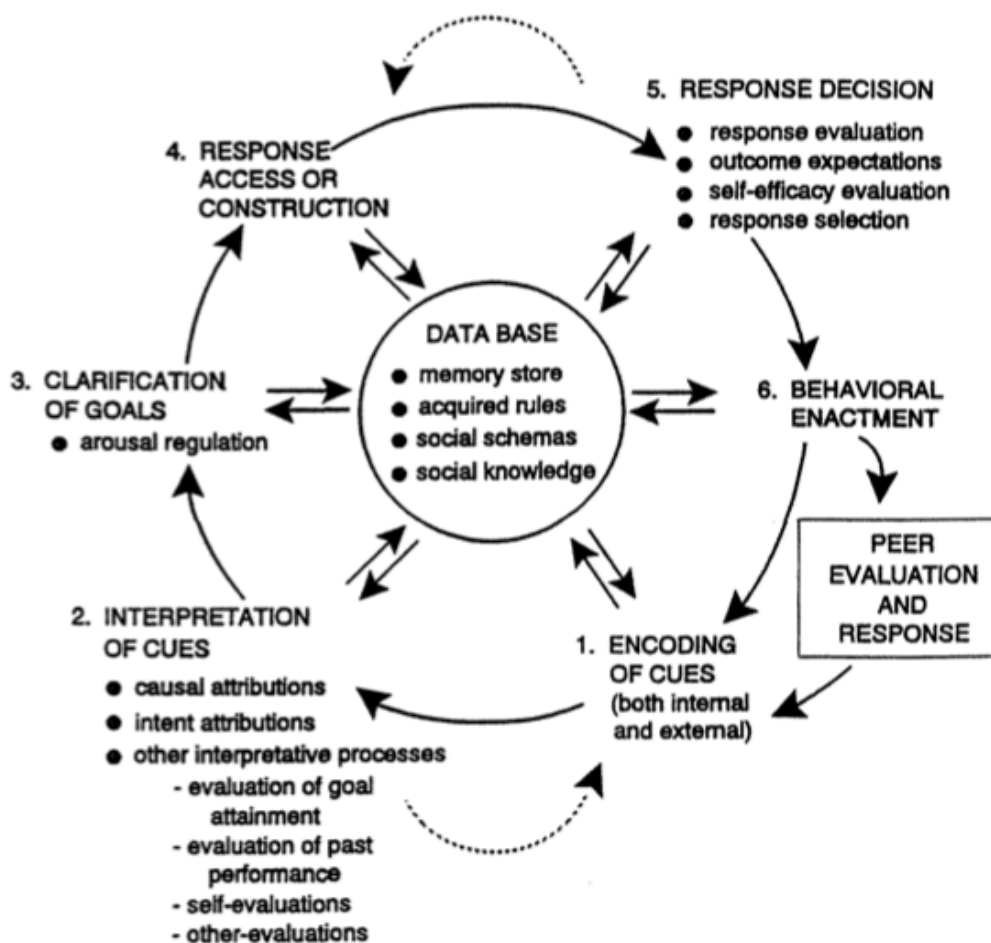 5. RESPONSE DECISION
● response evaluation
● outcome expectations
● self-efficacy evaluation
● response selection
4. RESPONSE
ACCESS OR
CONSTRUCTION
DATA BASE
● memory store
● acquired rules
● social schemas
● social knowledge
3. CLARIFICATION
OF GOALS
● arousal regulation
6. BEHAVIORAL
ENACTMENT
PEER
EVALUATION
AND
RESPONSE
2. INTERPRETATION
OF CUES
● causal attributions
● intent attributions
● other interpretative processes
- evaluation of goal
attainment
- evaluation of past
performance
- self-evaluations
- other-evaluations
1. ENCODING
OF CUES
(both internal
and external)